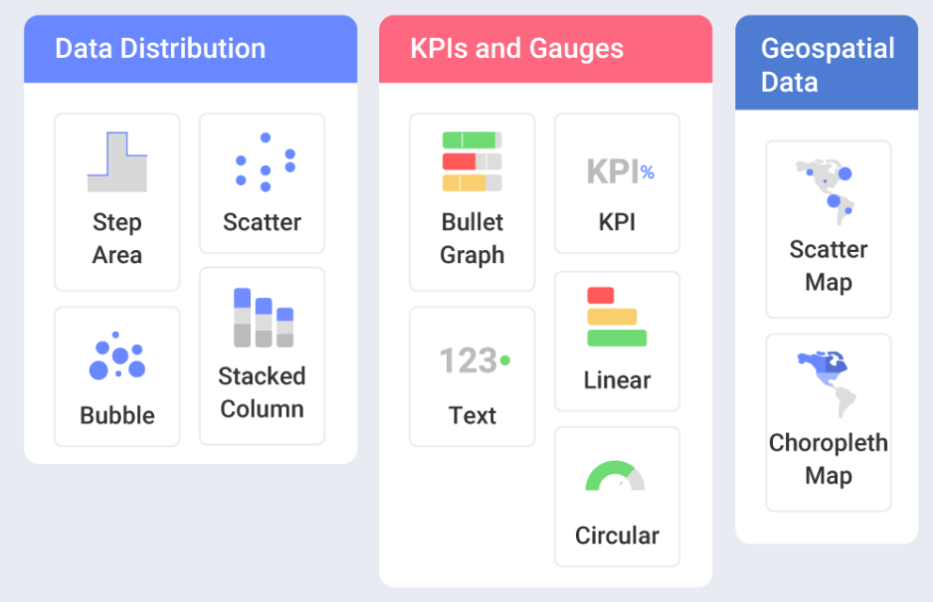 Data Distribution
Step
Area
Scatter
Bubble
Stacked
Column
KPIs and Gauges
Bullet
Graph
KPI%
KPI
123
Text
Linear
Circular
Geospatial
Data
Scatter
Map
Choropleth
Map